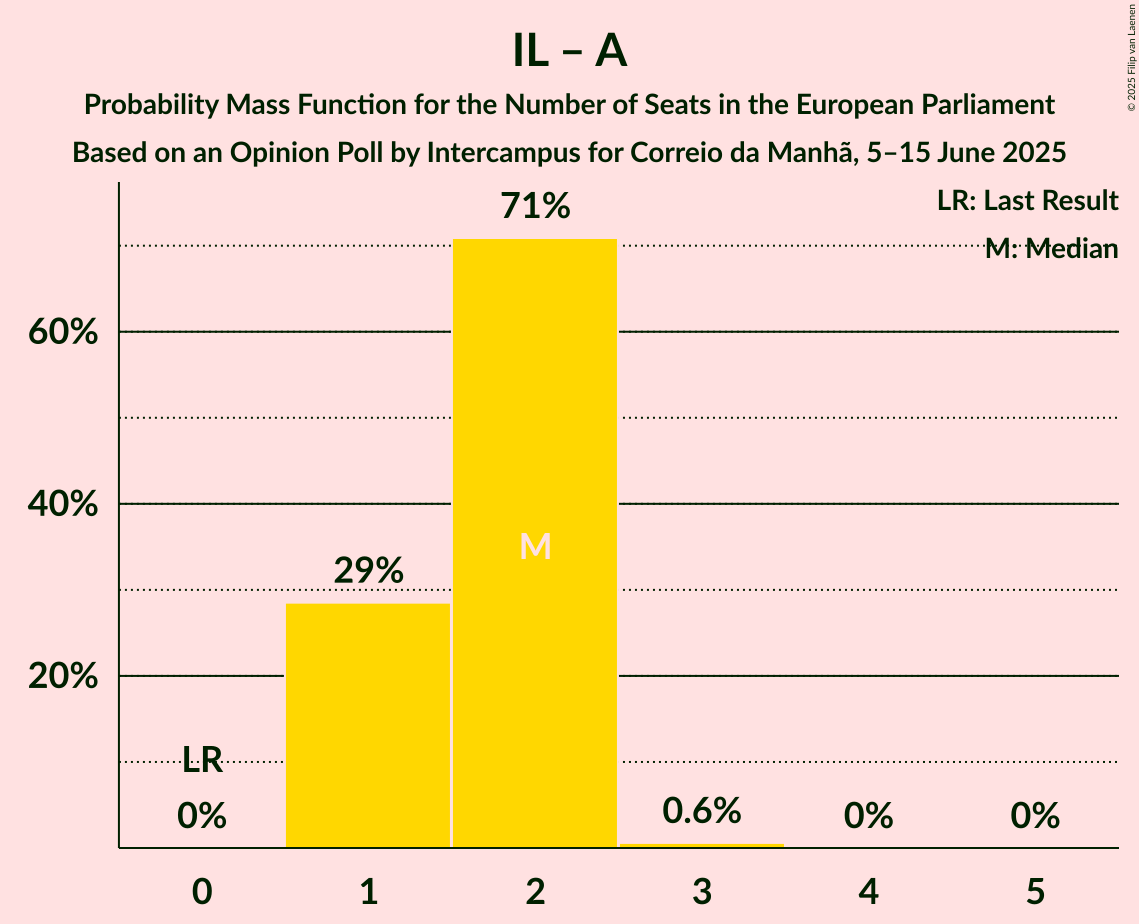 IL – A
Probability Mass Function for the Number of Seats in the European Parliament
Based on an Opinion Poll by Intercampus for Correio da Manhã, 5–15 June 2025
© 2025 Filip van Laenen
LR: Last Result
M: Median
71%
60%
40%
M
29%
20%
LR
0%
0.6%
0%
0%
0 1 2 3 4 5